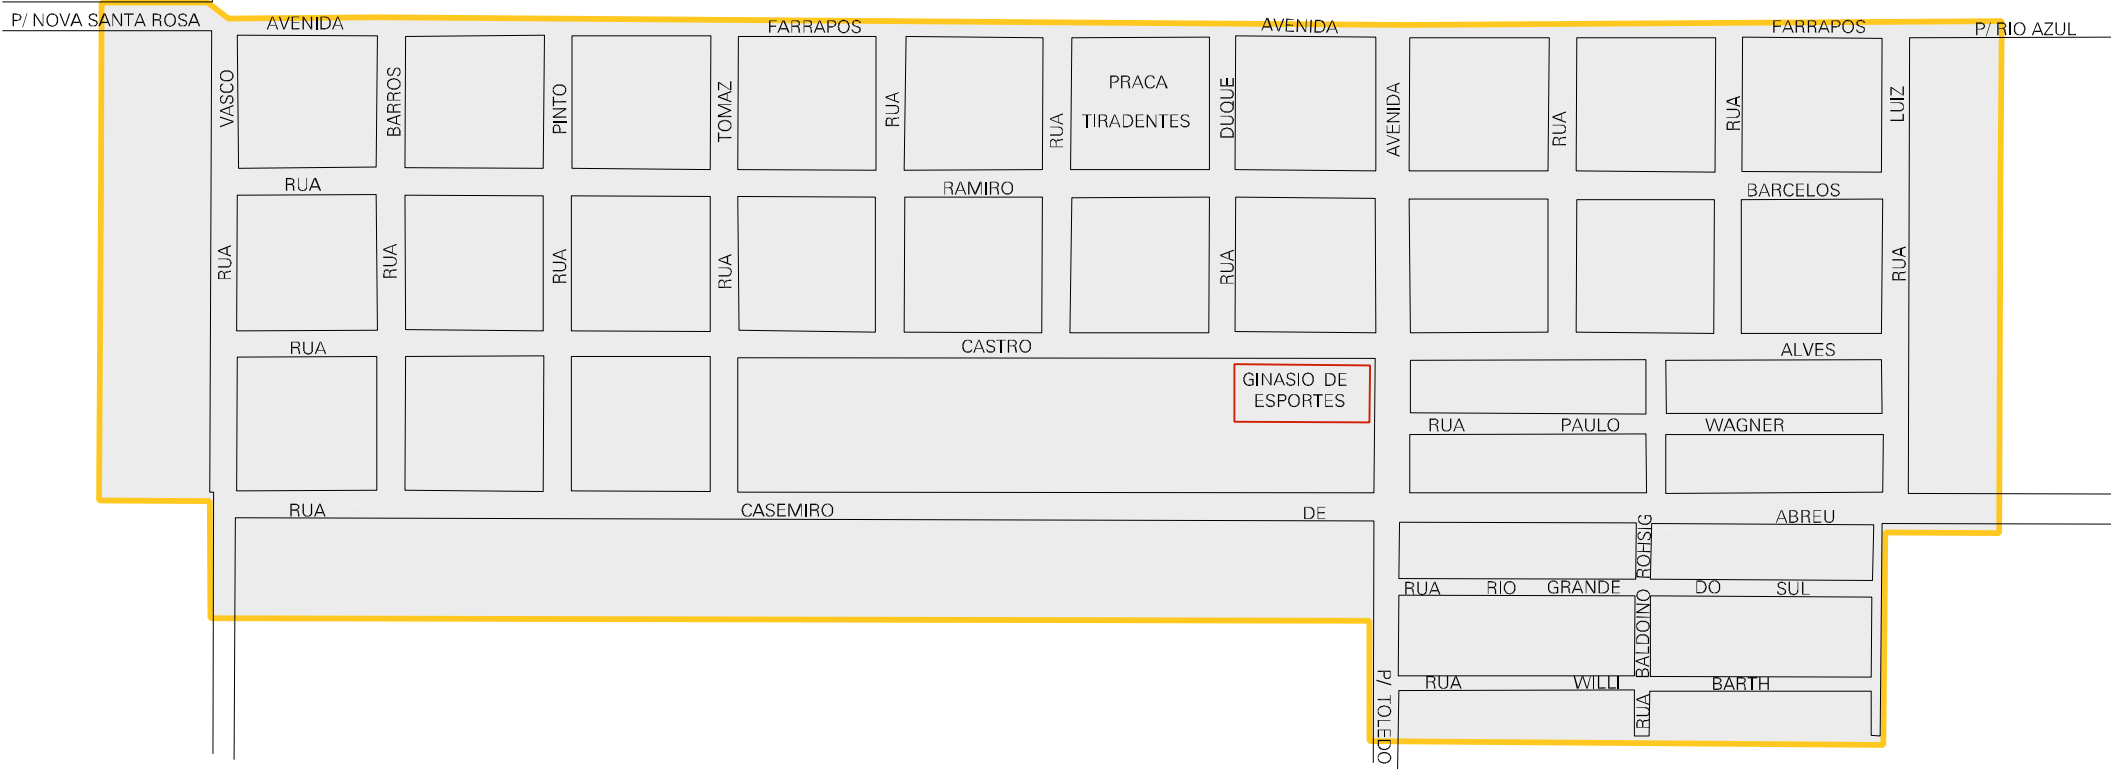 P/ NOVA SANTA ROSA
AVENIDA FARRAPOS AVENIDA FARRAPOS
P/ RIO AZUL
VASCO
BARROS
PINTO
TOMAZ
RUA
RUA
PRACA
TIRADENTES
DUQUE
AVENIDA
RUA
RUA
LUIZ
RUA RAMIRO BARCELOS
RUA
RUA
RUA
RUA
RUA
RUA
RUA CASTRO ALVES
GINASIO DE
ESPORTES
RUA PAULO WAGNER
RUA CASEMIRO DE ABREU
RUA RIO GRANDE DO SUL
RUA BALDOINO ROHSIG
RUA WILLI BARTH
P/ TOLEDO